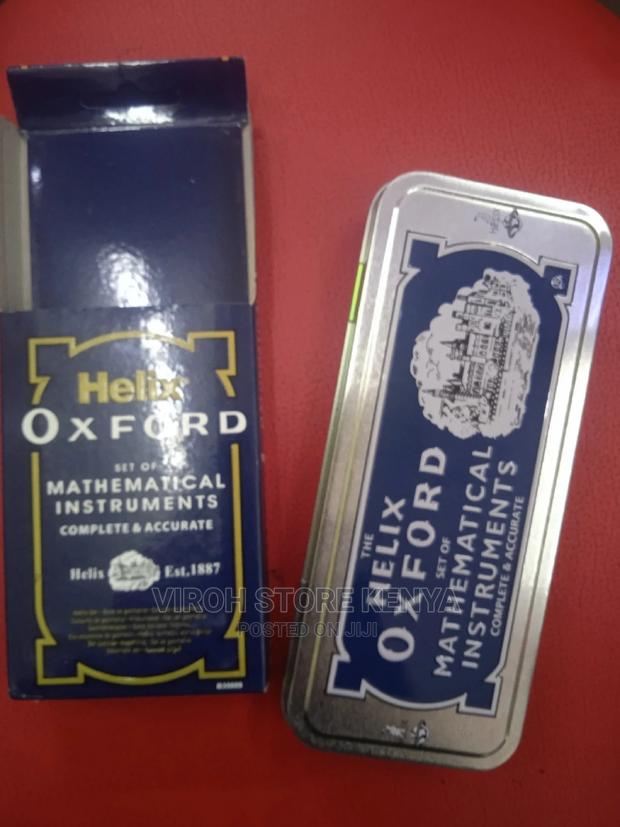 Helix
OXFORD
SET OF
MATHEMATICAL
INSTRUMENTS
COMPLETE & ACCURATE
Helix Est.1887
THE
HELIX
OXFORD
SET OF
MATHEMATICAL
INSTRUMENTS
COMPLETE & ACCURATE
HELIX
VIROH STORE KENYA
POSTED ON JIJI